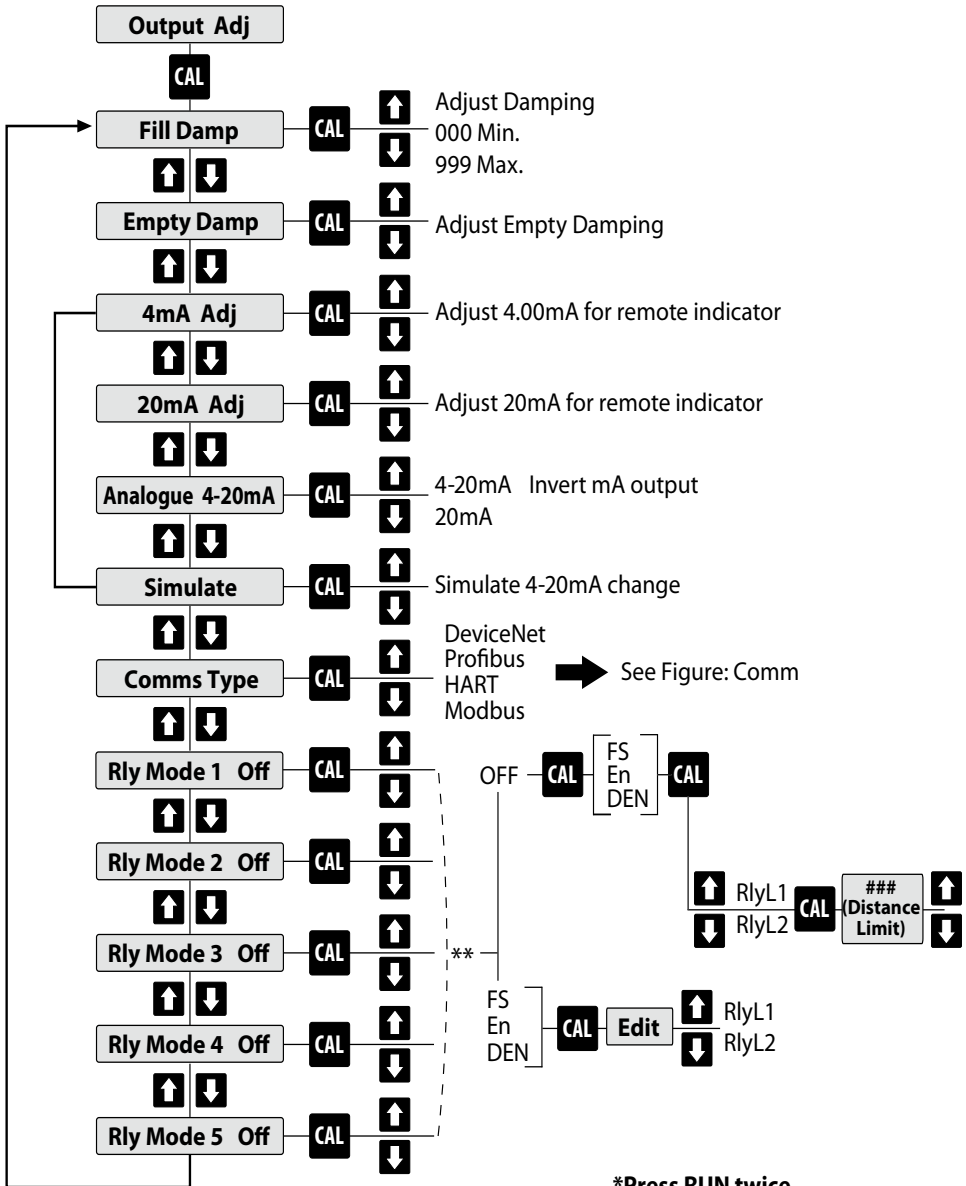 Output Adj
CAL
Fill Damp
CAL
Adjust Damping
000 Min.
999 Max.
Empty Damp
CAL
Adjust Empty Damping
4mA Adj
CAL
Adjust 4.00mA for remote indicator
20mA Adj
CAL
Adjust 20mA for remote indicator
Analogue 4-20mA
CAL
4-20mA Invert mA output
20mA
Simulate
CAL
Simulate 4-20mA change
Comms Type
CAL
DeviceNet
Profibus
HART
Modbus
See Figure: Comm
Rly Mode 1 Off
CAL
Rly Mode 2 Off
CAL
Rly Mode 3 Off
CAL
Rly Mode 4 Off
CAL
Rly Mode 5 Off
CAL
**
OFF
CAL
FS
En
DEN
CAL
RlyL1
RlyL2
CAL
###
(Distance
Limit)
FS
En
DEN
CAL
Edit
RlyL1
RlyL2
*Press RUN twice